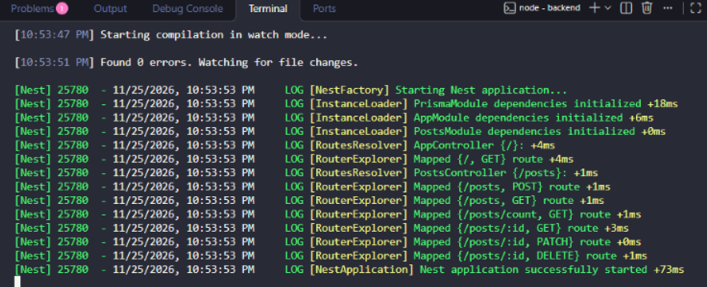 Problems 1 Output Debug Console Terminal Ports node - backend
[10:53:47 PM] Starting compilation in watch mode...
[10:53:51 PM] Found 0 errors. Watching for file changes.
[Nest] 25780 - 11/25/2026, 10:53:53 PM LOG [NestFactory] Starting Nest application...
[Nest] 25780 - 11/25/2026, 10:53:53 PM LOG [InstanceLoader] PrismaModule dependencies initialized +18ms
[Nest] 25780 - 11/25/2026, 10:53:53 PM LOG [InstanceLoader] AppModule dependencies initialized +6ms
[Nest] 25780 - 11/25/2026, 10:53:53 PM LOG [InstanceLoader] PostsModule dependencies initialized +0ms
[Nest] 25780 - 11/25/2026, 10:53:53 PM LOG [RoutesResolver] AppController {/}: +4ms
[Nest] 25780 - 11/25/2026, 10:53:53 PM LOG [RouterExplorer] Mapped {/, GET} route +4ms
[Nest] 25780 - 11/25/2026, 10:53:53 PM LOG [RoutesResolver] PostsController {/posts}: +1ms
[Nest] 25780 - 11/25/2026, 10:53:53 PM LOG [RouterExplorer] Mapped {/posts, POST} route +1ms
[Nest] 25780 - 11/25/2026, 10:53:53 PM LOG [RouterExplorer] Mapped {/posts, GET} route +1ms
[Nest] 25780 - 11/25/2026, 10:53:53 PM LOG [RouterExplorer] Mapped {/posts/count, GET} route +1ms
[Nest] 25780 - 11/25/2026, 10:53:53 PM LOG [RouterExplorer] Mapped {/posts/:id, GET} route +3ms
[Nest] 25780 - 11/25/2026, 10:53:53 PM LOG [RouterExplorer] Mapped {/posts/:id, PATCH} route +0ms
[Nest] 25780 - 11/25/2026, 10:53:53 PM LOG [RouterExplorer] Mapped {/posts/:id, DELETE} route +1ms
[Nest] 25780 - 11/25/2026, 10:53:53 PM LOG [NestApplication] Nest application successfully started +73ms